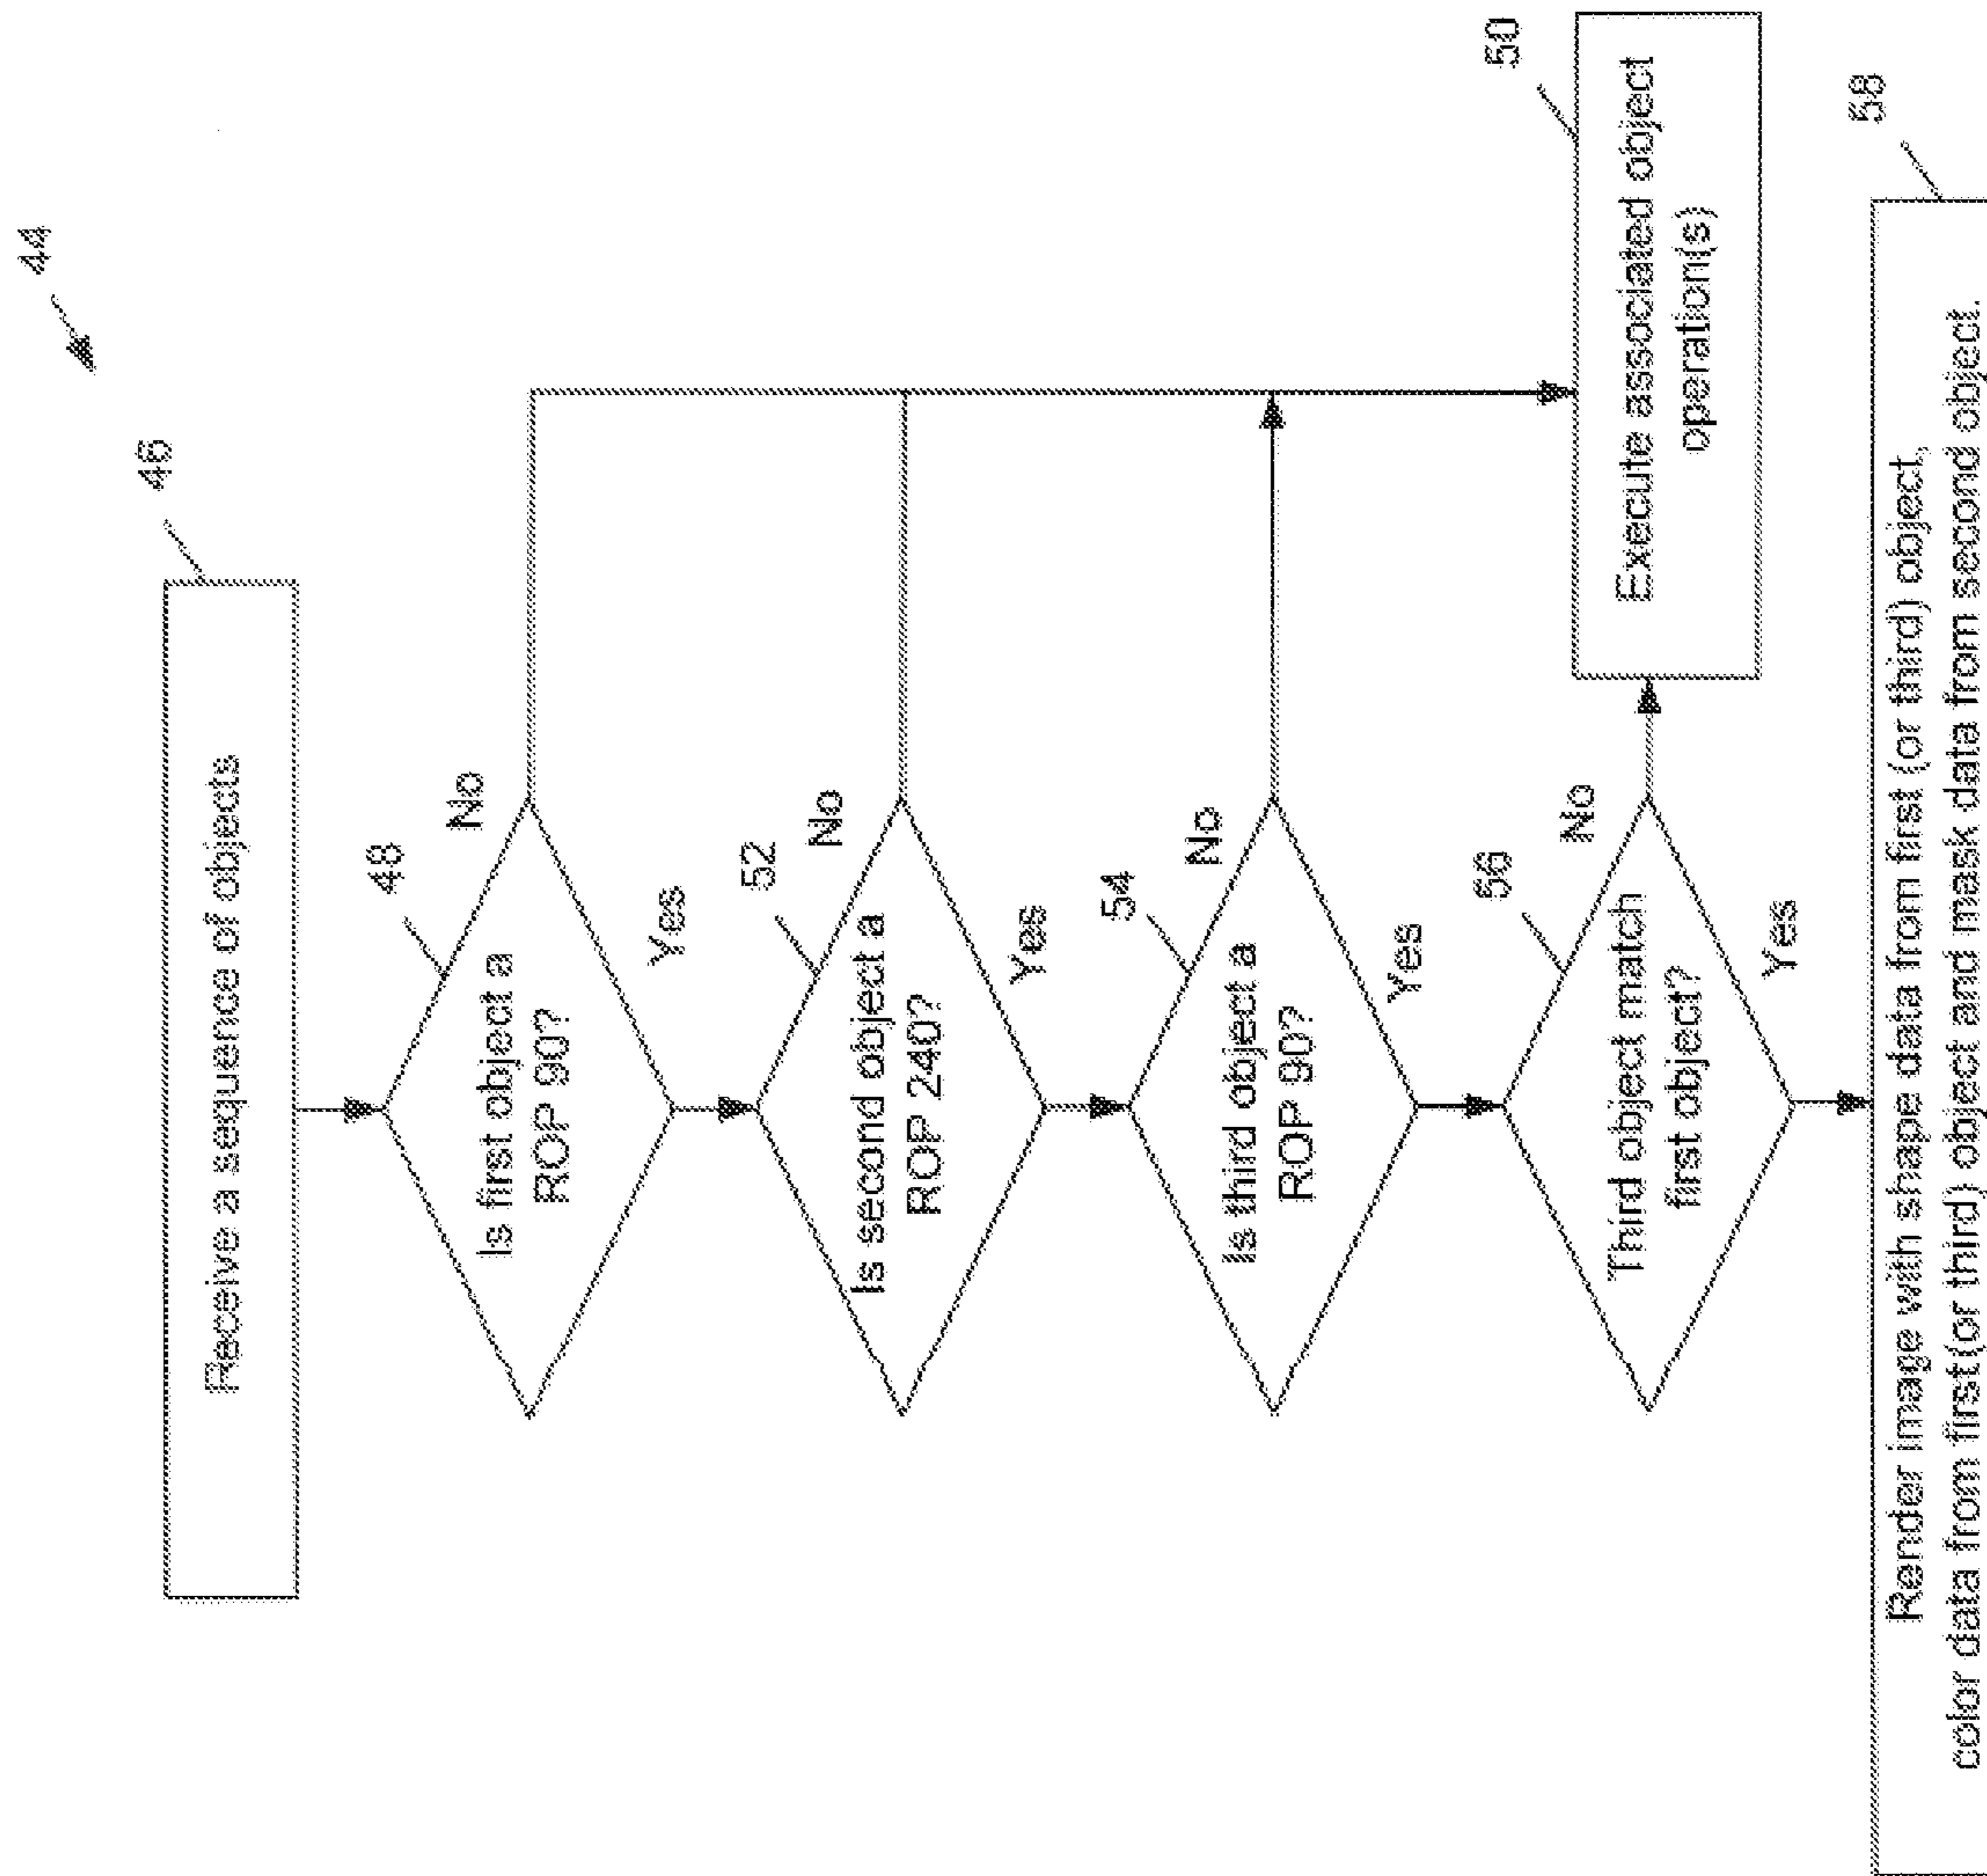 44
46
Receive a sequence of objects
48
Is first object a
ROP 90?
No
Yes
52
Is second object a
ROP 240?
No
Yes
54
Is third object a
ROP 90?
No
Yes
56
Third object match
first object?
No
Yes
50
Execute associated object
operation(s)
58
Render image with shape data from first (or third) object,
color data from first(or third) object and mask data from second object.